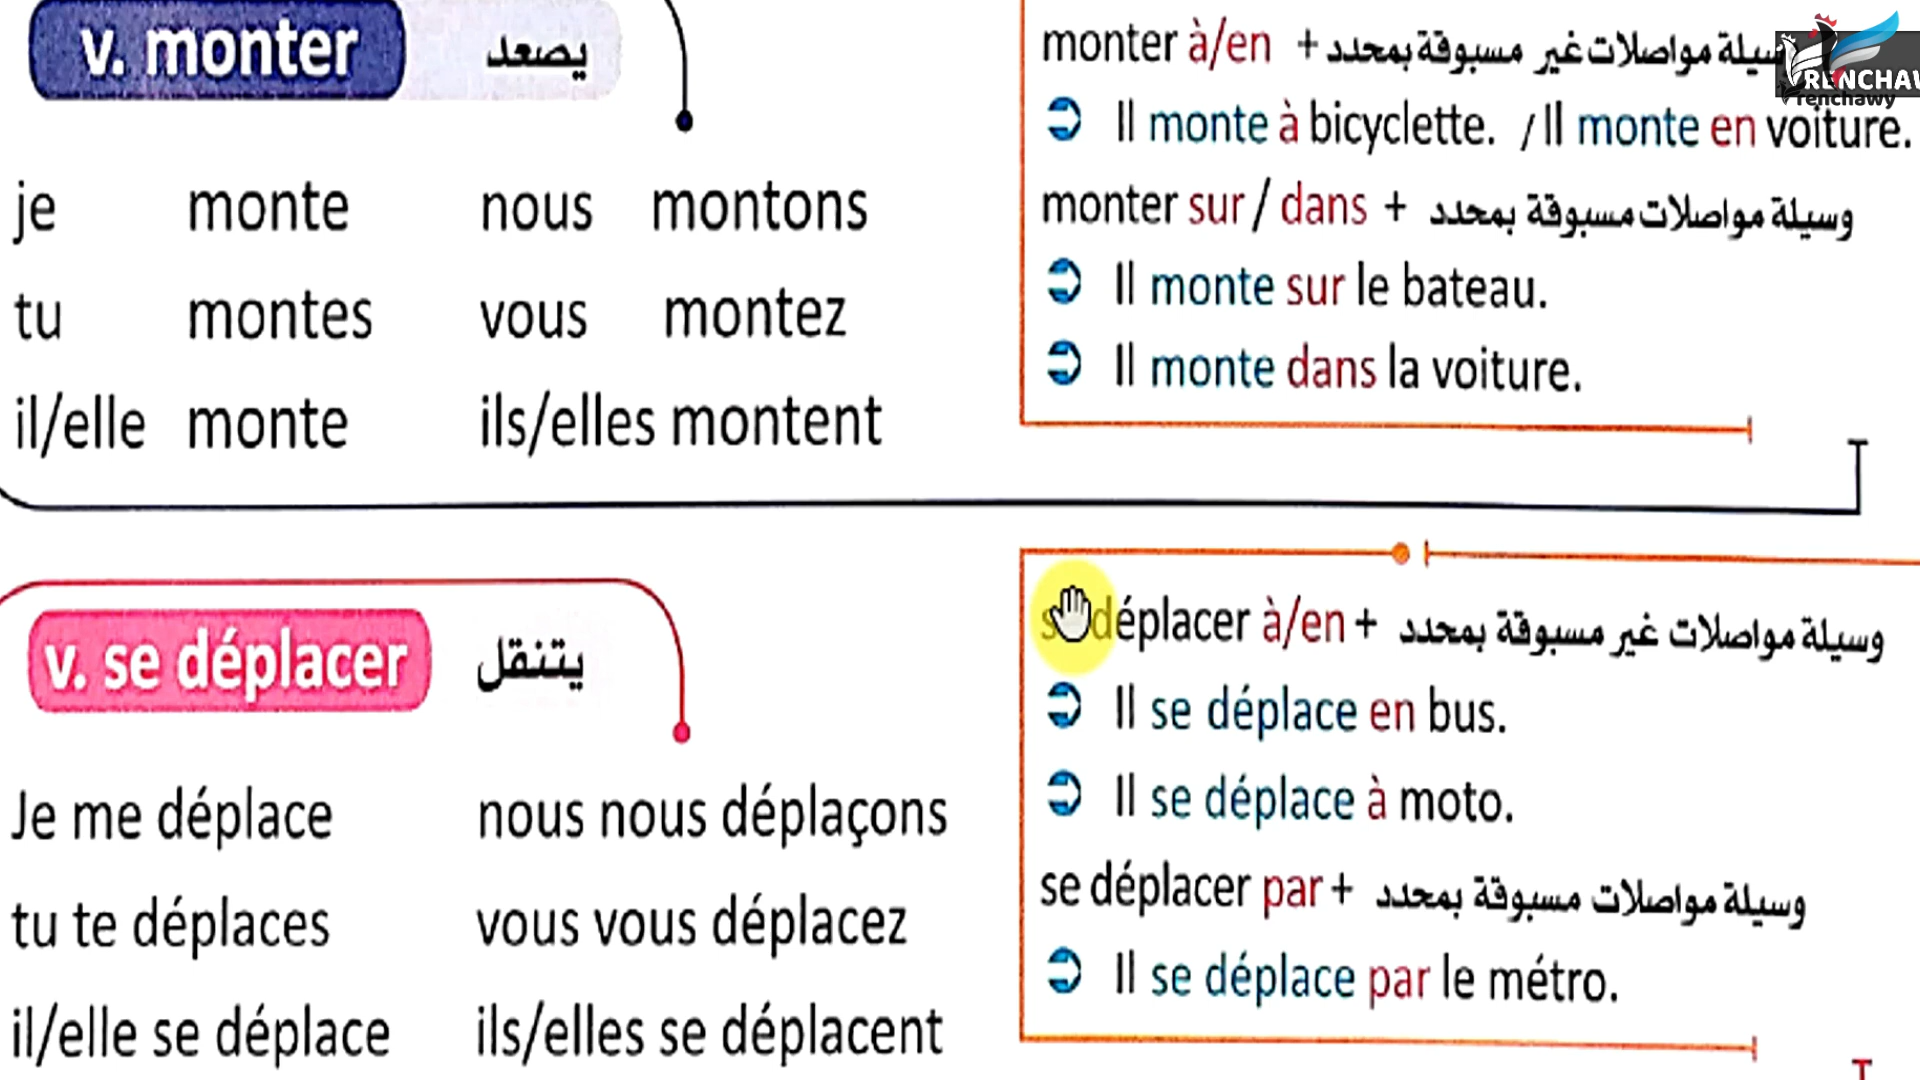 v. monter يصعد
je monte nous montons
tu montes vous montez
il/elle monte ils/elles montent
monter à/en + وسيلة مواصلات غير مسبوقة بمحدد
Il monte à bicyclette. / Il monte en voiture.
monter sur / dans + وسيلة مواصلات مسبوقة بمحدد
Il monte sur le bateau.
Il monte dans la voiture.
v. se déplacer يتنقل
Je me déplace nous nous déplaçons
tu te déplaces vous vous déplacez
il/elle se déplace ils/elles se déplacent
déplacer à/en + وسيلة مواصلات غير مسبوقة بمحدد
Il se déplace en bus.
Il se déplace à moto.
se déplacer par + وسيلة مواصلات مسبوقة بمحدد
Il se déplace par le métro.
RENCHAW
renchawy